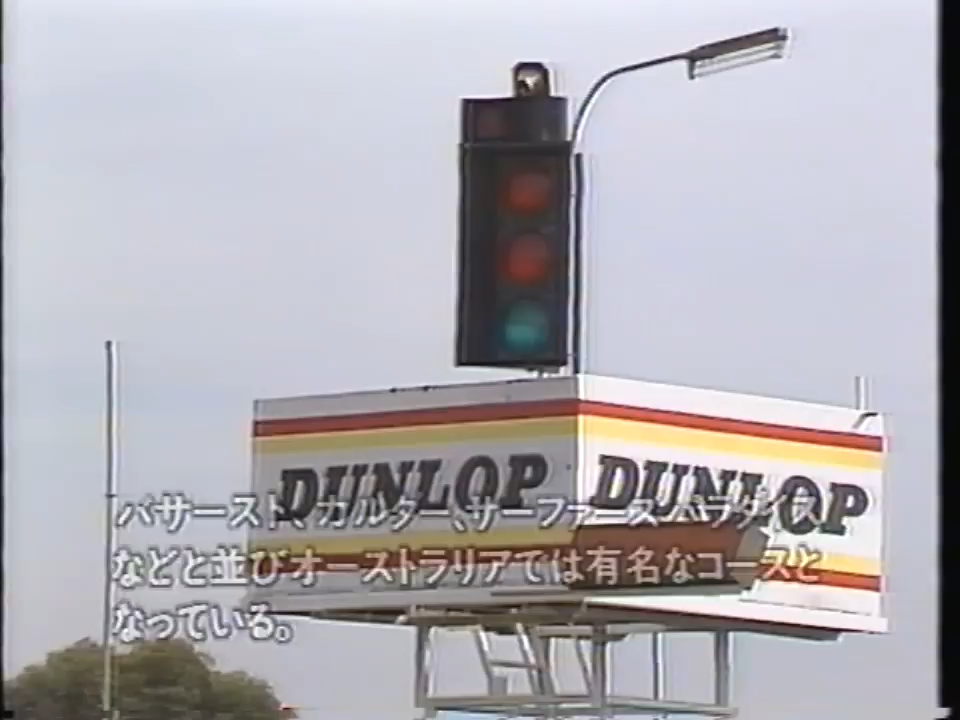 DUNLOP DUNLOP
バサースト、カルダー、サーファースパラダイス
などと並びオーストラリアでは有名なコースと
なっている。